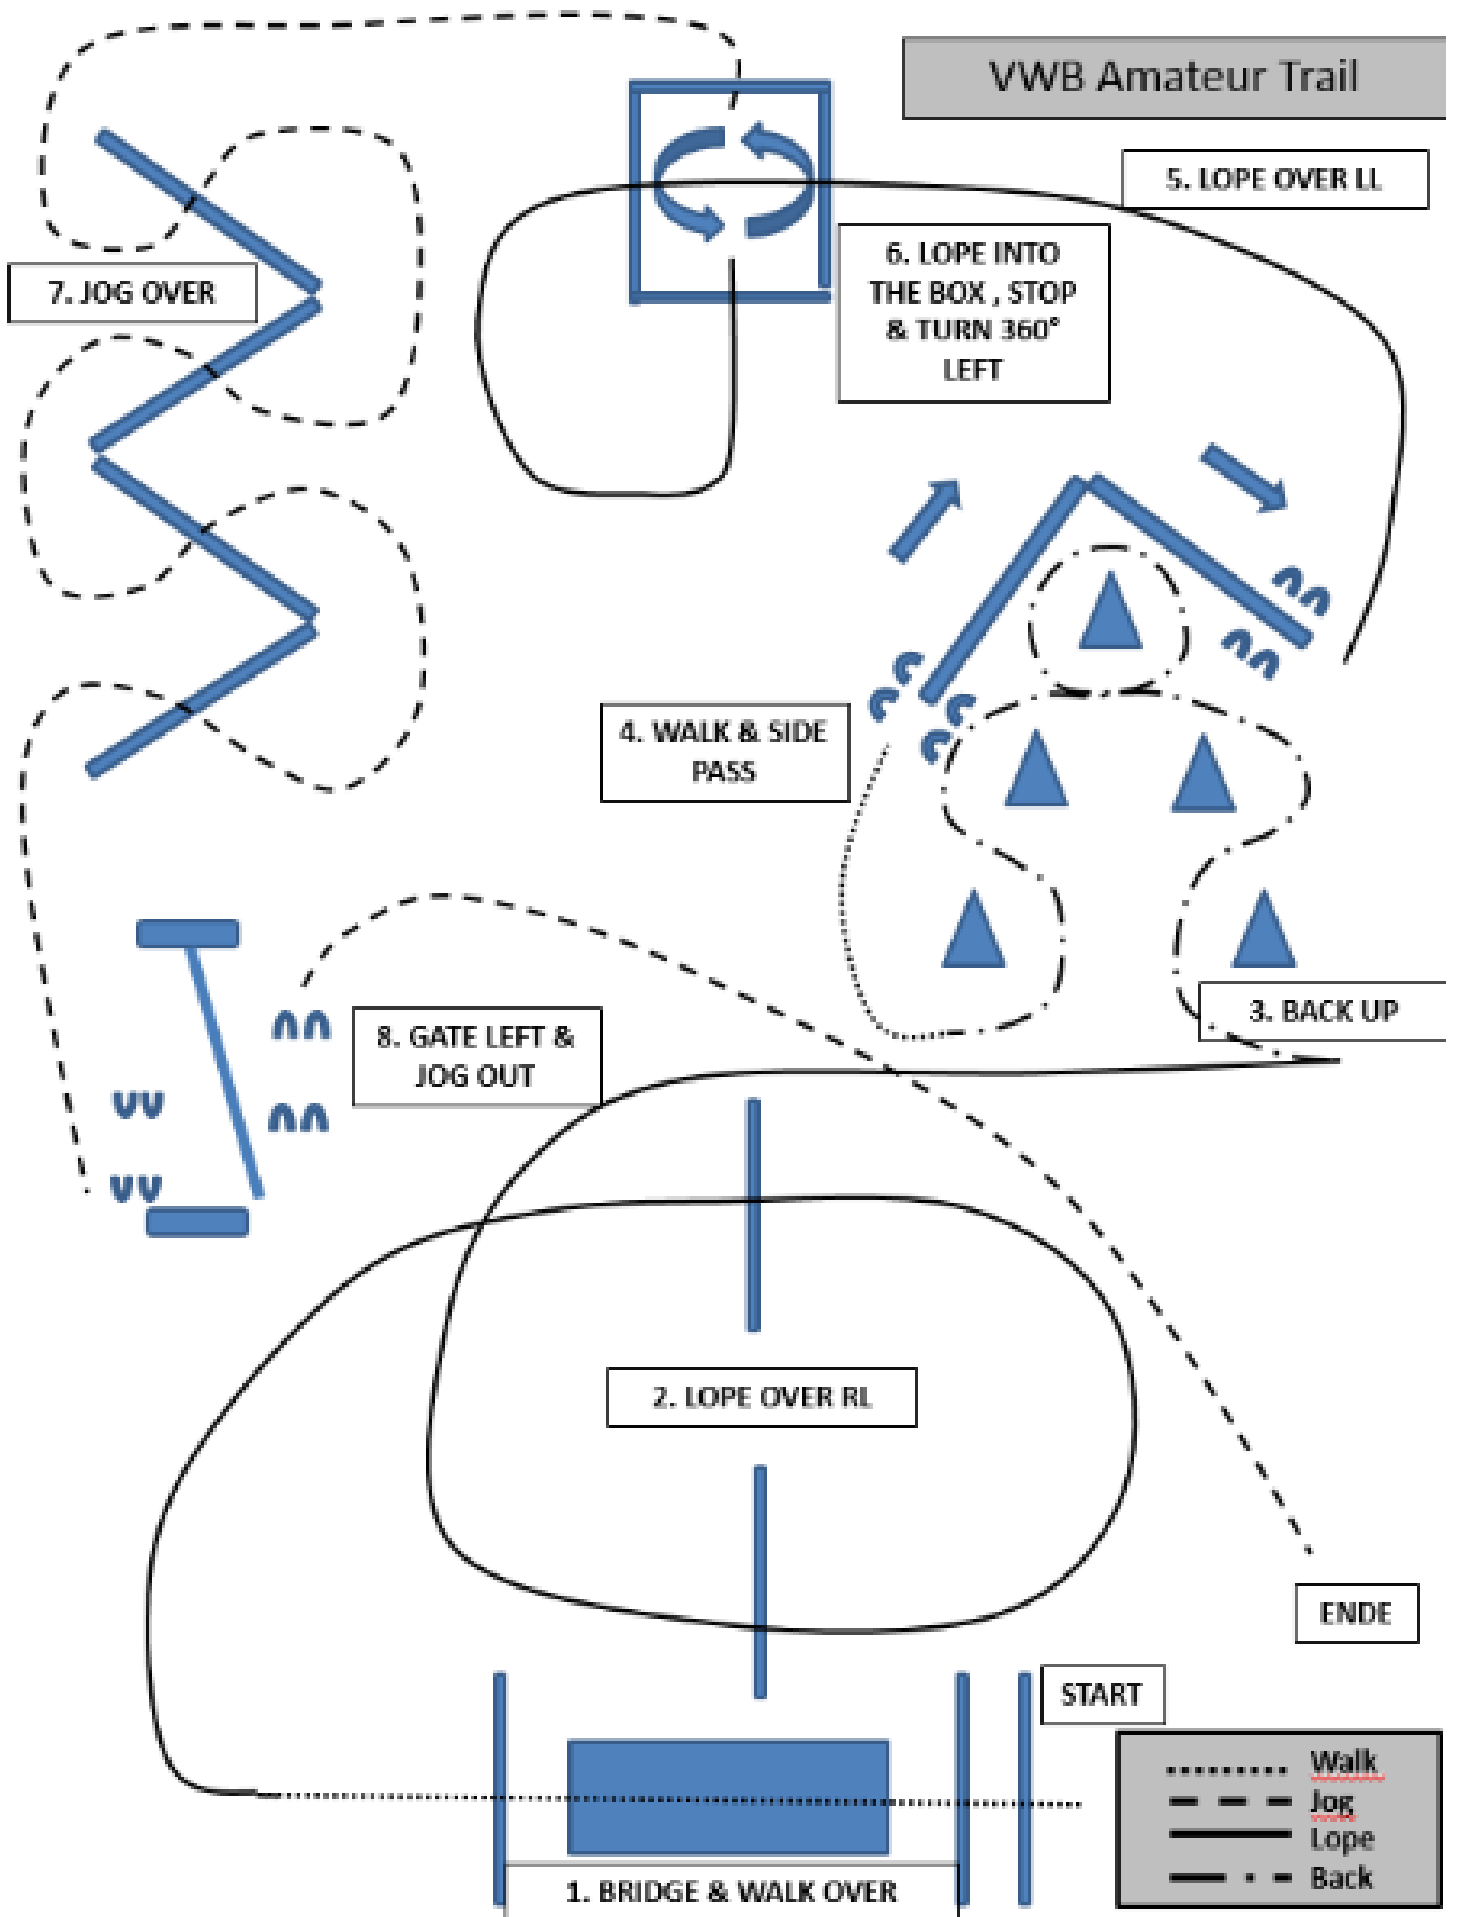 VWB Amateur Trail
5. LOPE OVER LL
6. LOPE INTO
THE BOX , STOP
& TURN 360°
LEFT
7. JOG OVER
4. WALK & SIDE
PASS
3. BACK UP
8. GATE LEFT &
JOG OUT
2. LOPE OVER RL
ENDE
START
1. BRIDGE & WALK OVER
Walk
Jog
Lope
Back